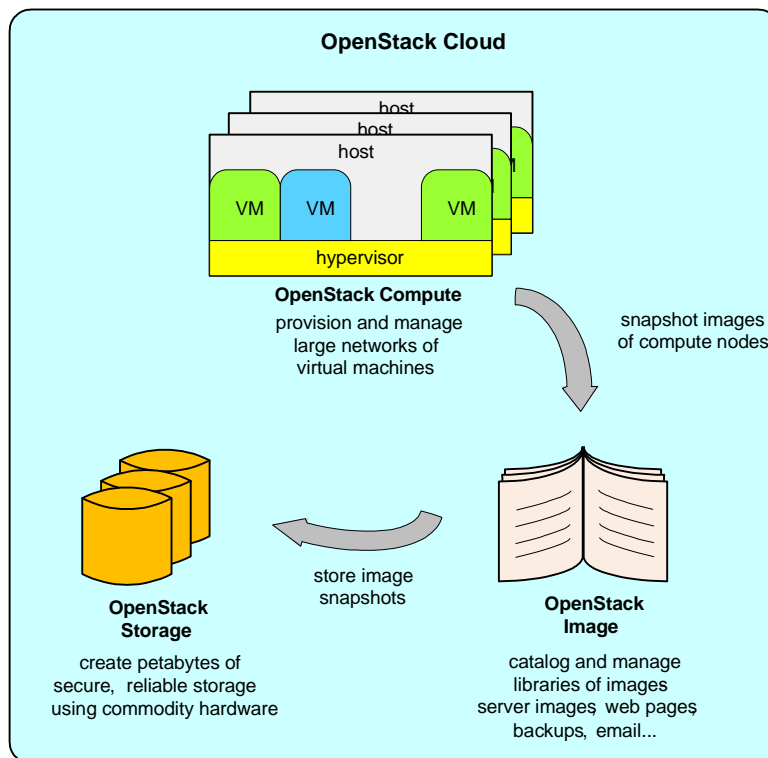 OpenStack Cloud
host
host
host
VM
VM
VM
hypervisor
OpenStack Compute
provision and manage
large networks of
virtual machines
snapshot images
of compute nodes
store image
snapshots
OpenStack
Storage
create petabytes of
secure, reliable storage
using commodity hardware
OpenStack
Image
catalog and manage
libraries of images
server images, web pages,
backups, email...